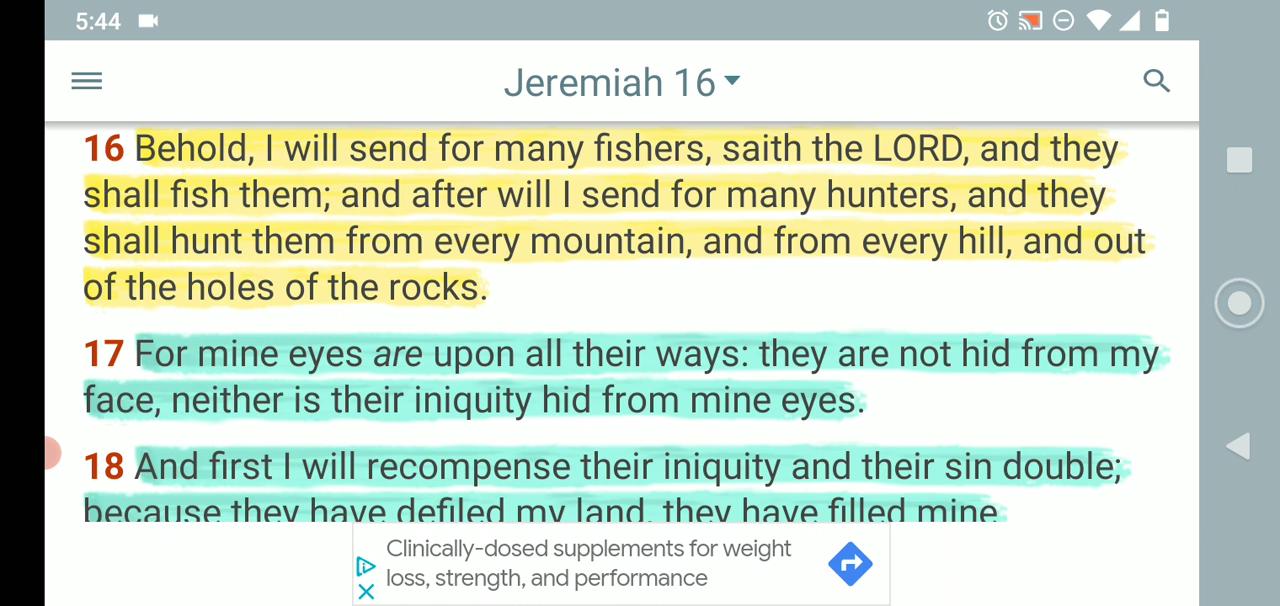 5:44
Jeremiah 16
16 Behold, I will send for many fishers, saith the LORD, and they
shall fish them; and after will I send for many hunters, and they
shall hunt them from every mountain, and from every hill, and out
of the holes of the rocks.
17 For mine eyes are upon all their ways: they are not hid from my
face, neither is their iniquity hid from mine eyes.
18 And first I will recompense their iniquity and their sin double;
because they have defiled my land, they have filled mine
Clinically-dosed supplements for weight
loss, strength, and performance